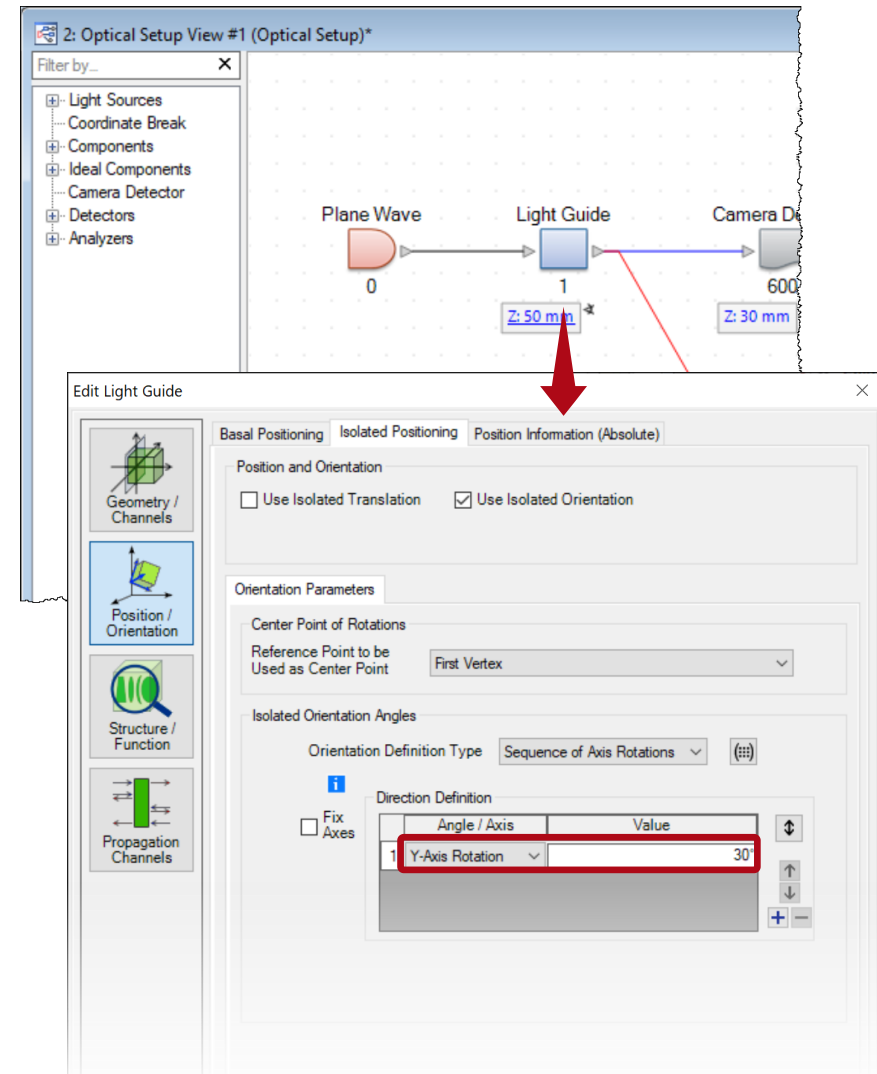 2: Optical Setup View #1 (Optical Setup)*
Filter by...
Light Sources
Coordinate Break
Components
Ideal Components
Camera Detector
Detectors
Analyzers
Plane Wave
Light Guide
Camera De
0
1
600
Z: 50 mm
Z: 30 mm
Edit Light Guide
Geometry /
Channels
Position /
Orientation
Structure /
Function
Propagation
Channels
Basal Positioning
Isolated Positioning
Position Information (Absolute)
Position and Orientation
Use Isolated Translation
Use Isolated Orientation
Orientation Parameters
Center Point of Rotations
Reference Point to be
Used as Center Point
First Vertex
Isolated Orientation Angles
Orientation Definition Type
Sequence of Axis Rotations
Fix
Axes
Direction Definition
Angle / Axis
Value
1
Y-Axis Rotation
30°